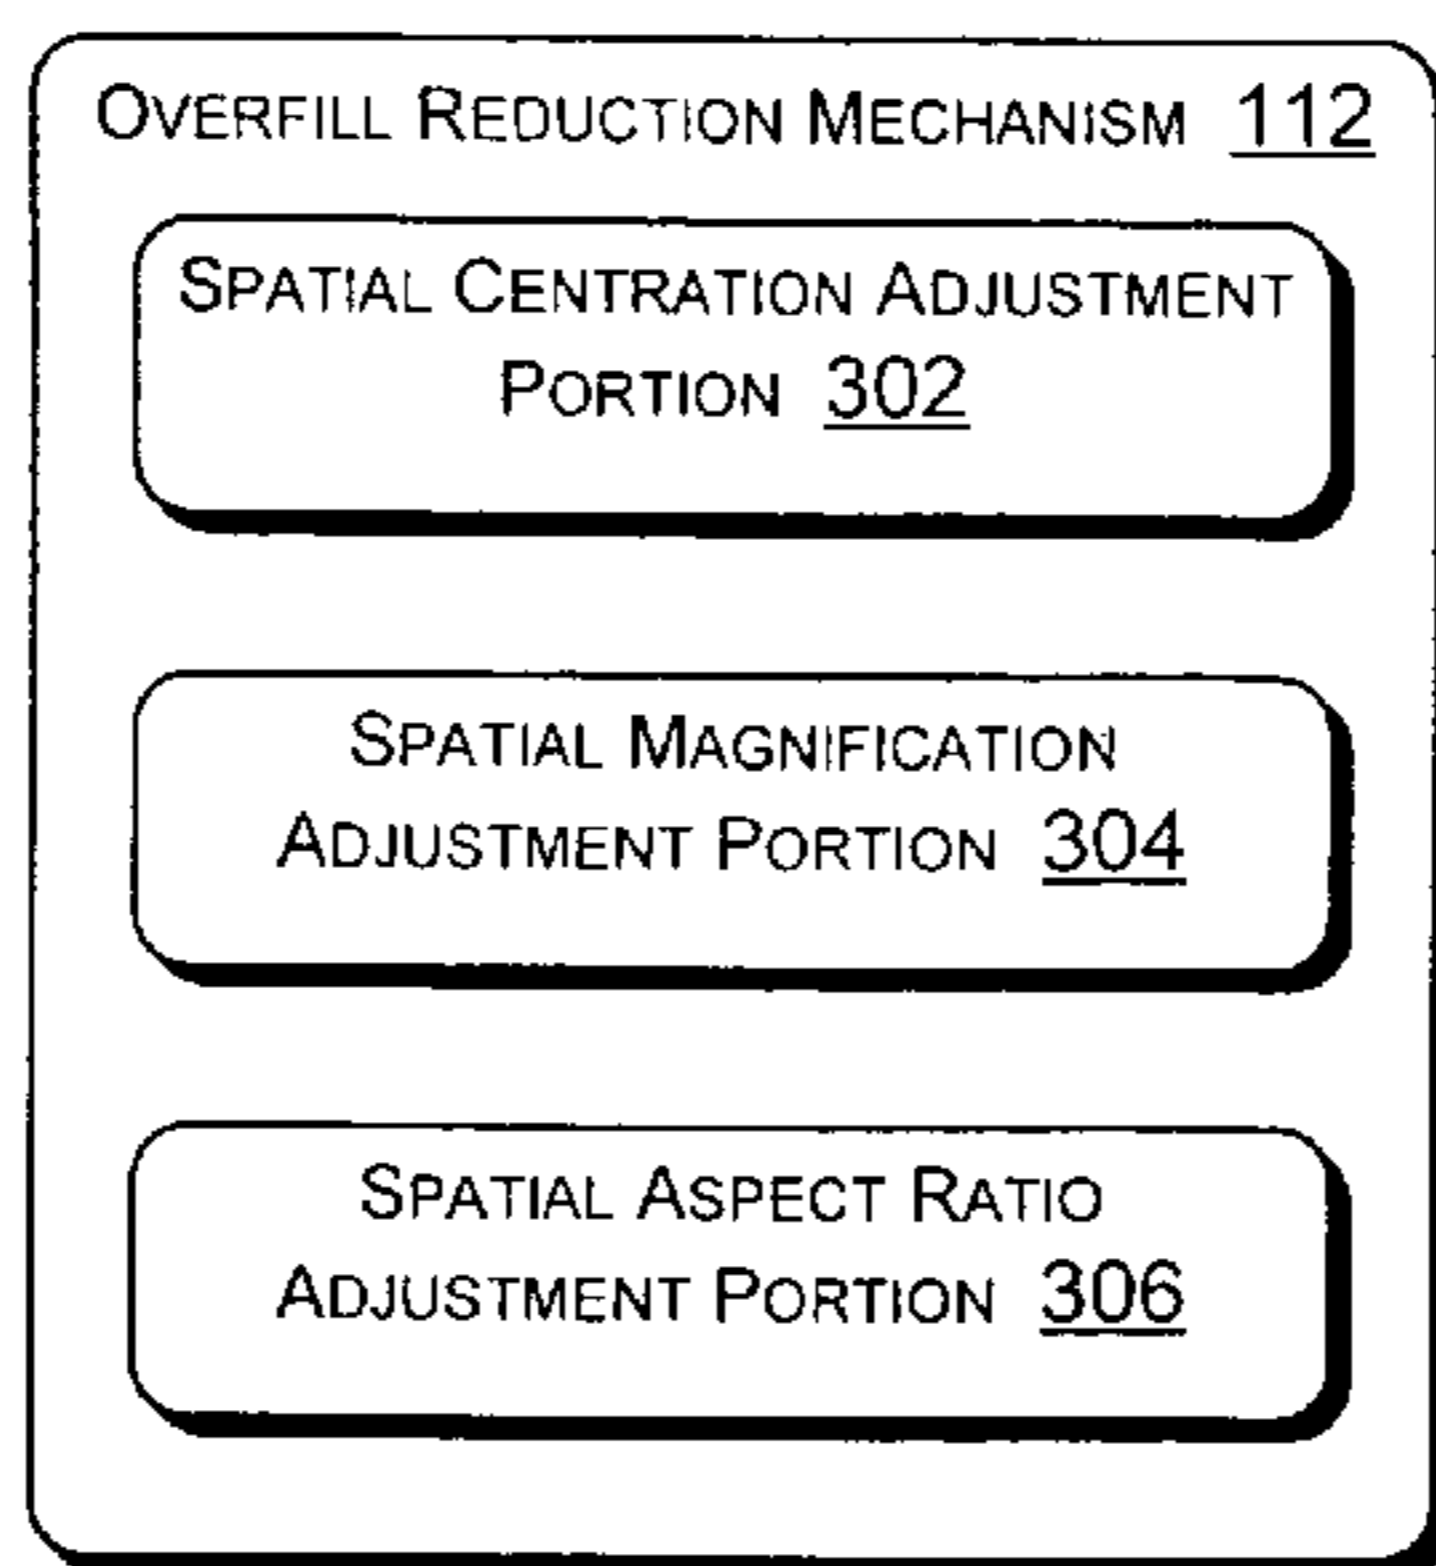 OVERFILL REDUCTION MECHANISM 112
SPATIAL CENTRATION ADJUSTMENT
PORTION 302
SPATIAL MAGNIFICATION
ADJUSTMENT PORTION 304
SPATIAL ASPECT RATIO
ADJUSTMENT PORTION 306